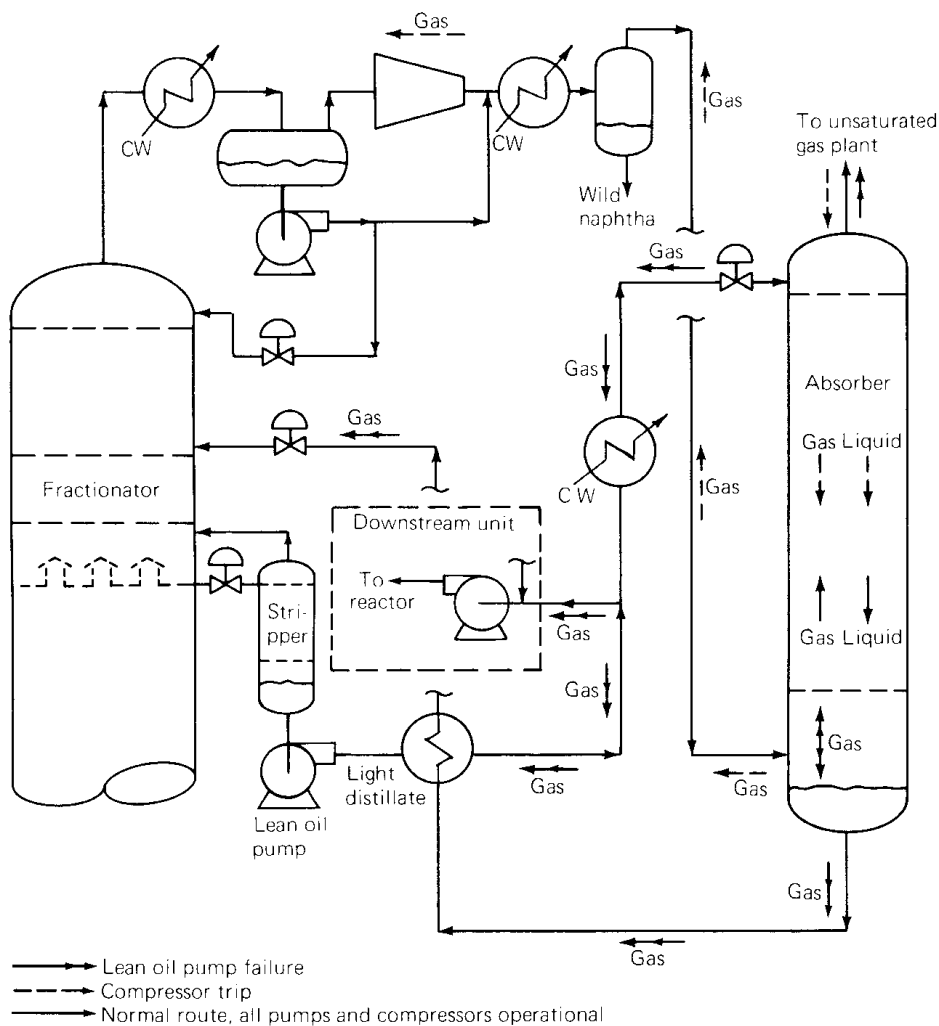 Gas
CW
CW
Gas
To unsaturated
gas plant
Wild
naphtha
Gas
Gas
Absorber
Gas
Fractionator
CW
Gas
Gas Liquid
Downstream unit
To
reactor
Stri-
pper
Gas
Gas Liquid
Gas
Gas
Light
distillate
Gas
Gas
Lean oil
pump
Gas
Gas
Lean oil pump failure
Compressor trip
Normal route, all pumps and compressors operational